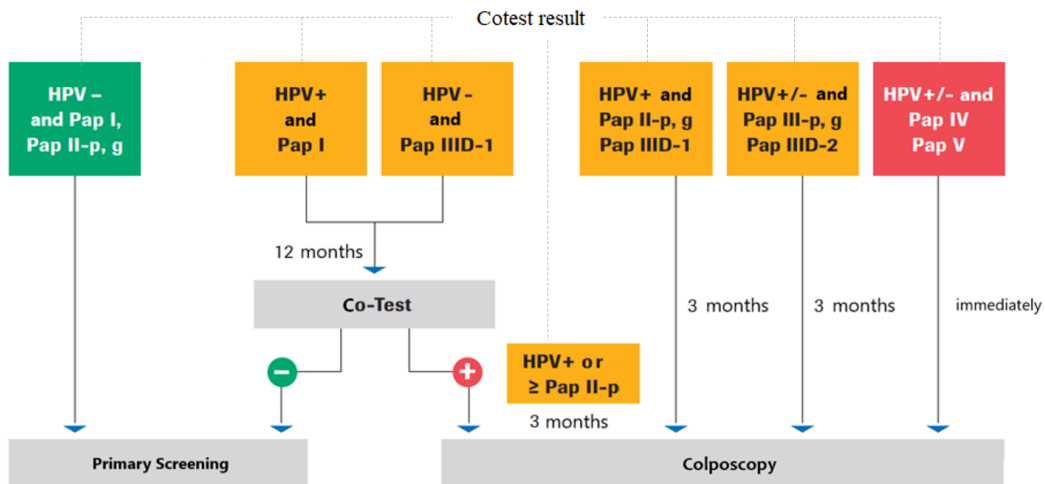 Cotest result
HPV –
and Pap I,
Pap II-p, g
HPV+
and
Pap I
HPV -
and
Pap IIID-1
HPV+ and
Pap II-p, g
Pap IIID-1
HPV+/- and
Pap III-p, g
Pap IIID-2
HPV+/- and
Pap IV
Pap V
12 months
Co-Test
3 months
3 months
immediately
–
+
HPV+ or
≥ Pap II-p
3 months
Primary Screening
Colposcopy